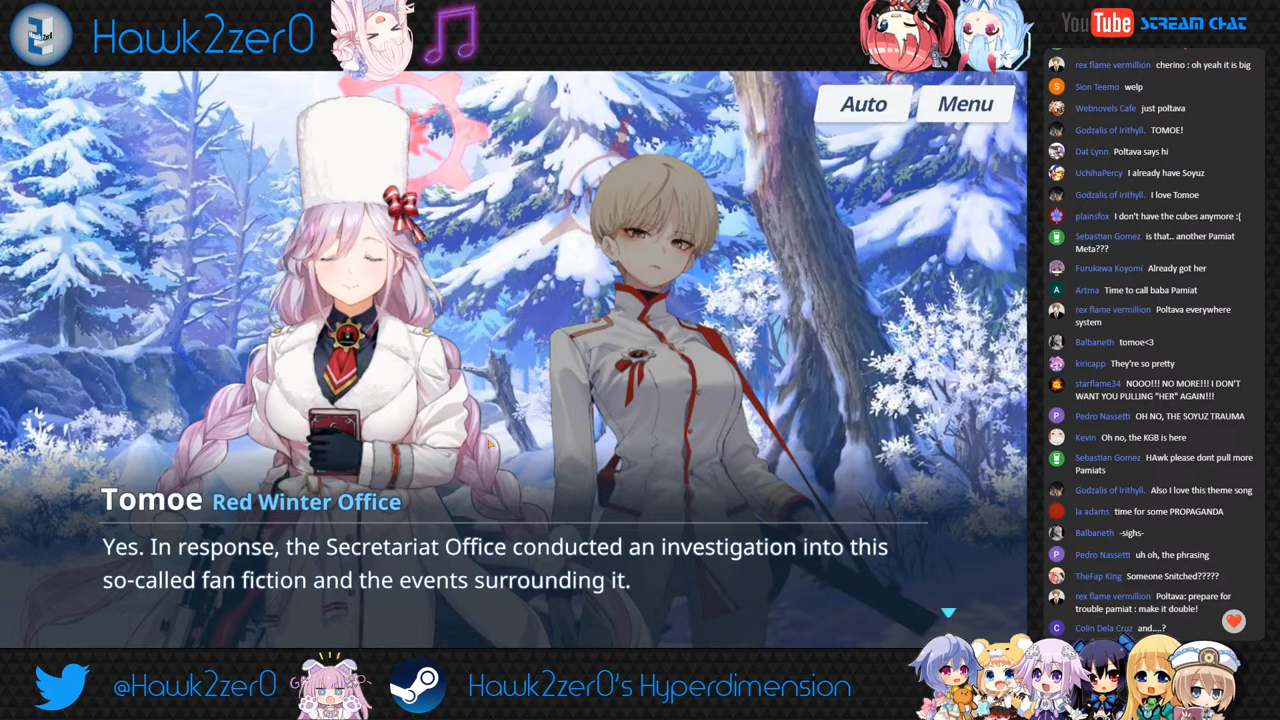 Hawk2zer0
YouTube STREAM CHAT
Auto
Menu
Tomoe Red Winter Office
Yes. In response, the Secretariat Office conducted an investigation into this
so-called fan fiction and the events surrounding it.
rex flame vermillion cherino : oh yeah it is big
Sion Teemo welp
Webnovels Cafe just poltava
Godzalis of Irithyll. TOMOE!
Dat Lynn Poltava says hi
UchihaPercy I already have Soyuz
Godzalis of Irithyll. I love Tomoe
plainsfox I don't have the cubes anymore :(
Sebastian Gomez is that.. another Pamiat
Meta???
Furukawa Koyomi Already got her
Artma Time to call baba Pamiat
rex flame vermillion Poltava everywhere
system
Balbaneth tomoe<3
kiricapp They're so pretty
starflame34 NOOO!!! NO MORE!!! I DON'T
WANT YOU PULLING "HER" AGAIN!!!
Pedro Nassetti OH NO, THE SOYUZ TRAUMA
Kevin Oh no, the KGB is here
Sebastian Gomez HAwk please dont pull more
Pamiats
Godzalis of Irithyll. Also I love this theme song
la adams time for some PROPAGANDA
Balbaneth -sighs-
Pedro Nassetti uh oh, the phrasing
TheFap King Someone Snitched?????
rex flame vermillion Poltava: prepare for
trouble pamiat : make it double!
Colin Dela Cruz and....?
@Hawk2zer0
Hawk2zer0's Hyperdimension